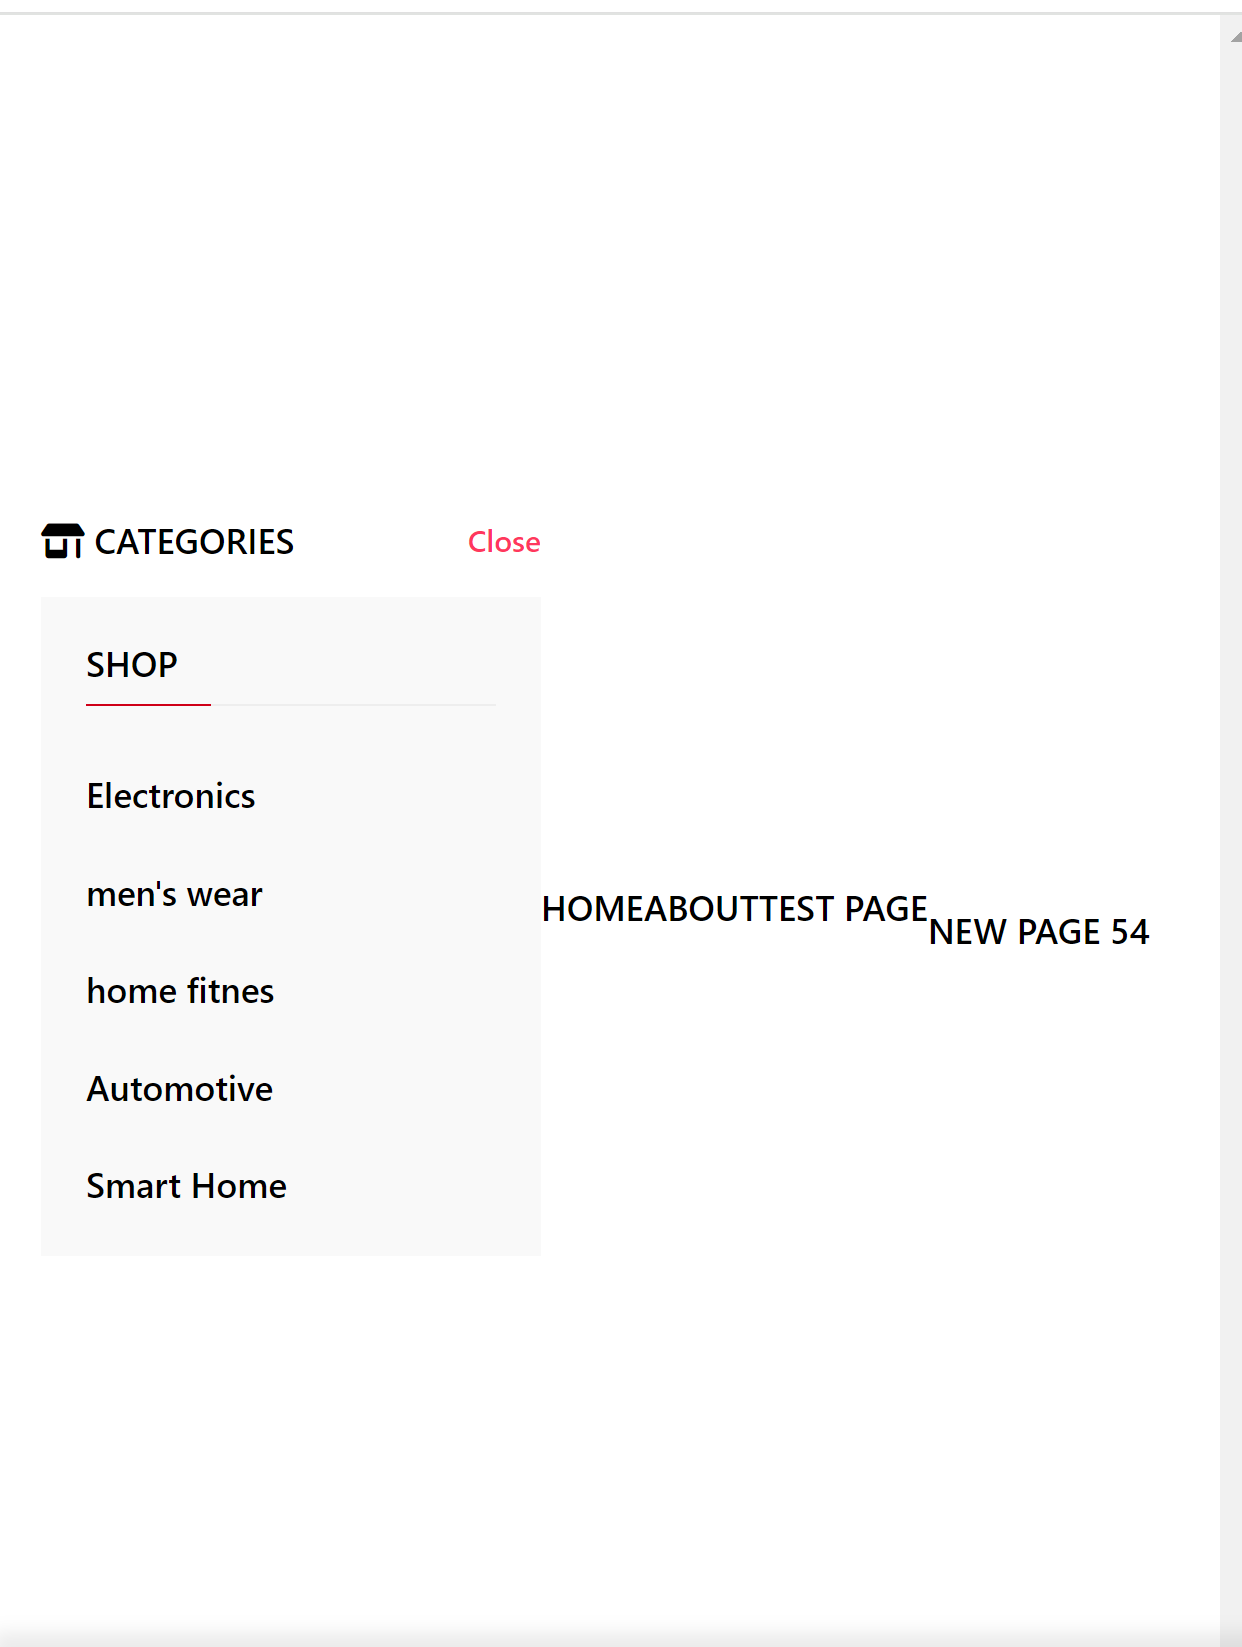 CATEGORIES
Close
SHOP
Electronics
men's wear
home fitnes
Automotive
Smart Home
HOMEABOUTTEST PAGE
NEW PAGE 54